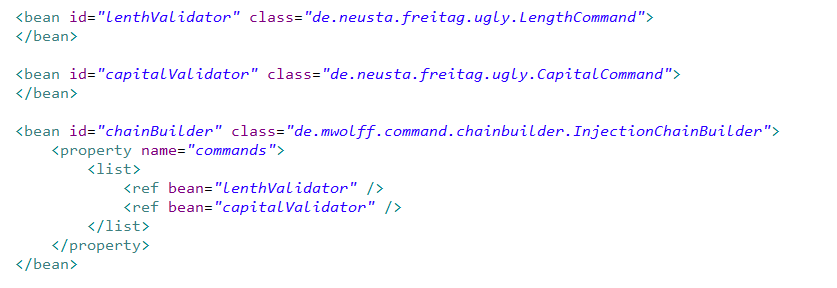 <bean id="lenthValidator" class="de.neusta.freitag.ugly.LengthCommand">
</bean>
<bean id="capitalValidator" class="de.neusta.freitag.ugly.CapitalCommand">
</bean>
<bean id="chainBuilder" class="de.mwolff.command.chainbuilder.InjectionChainBuilder">
    <property name="commands">
        <list>
            <ref bean="lenthValidator" />
            <ref bean="capitalValidator" />
        </list>
    </property>
</bean>